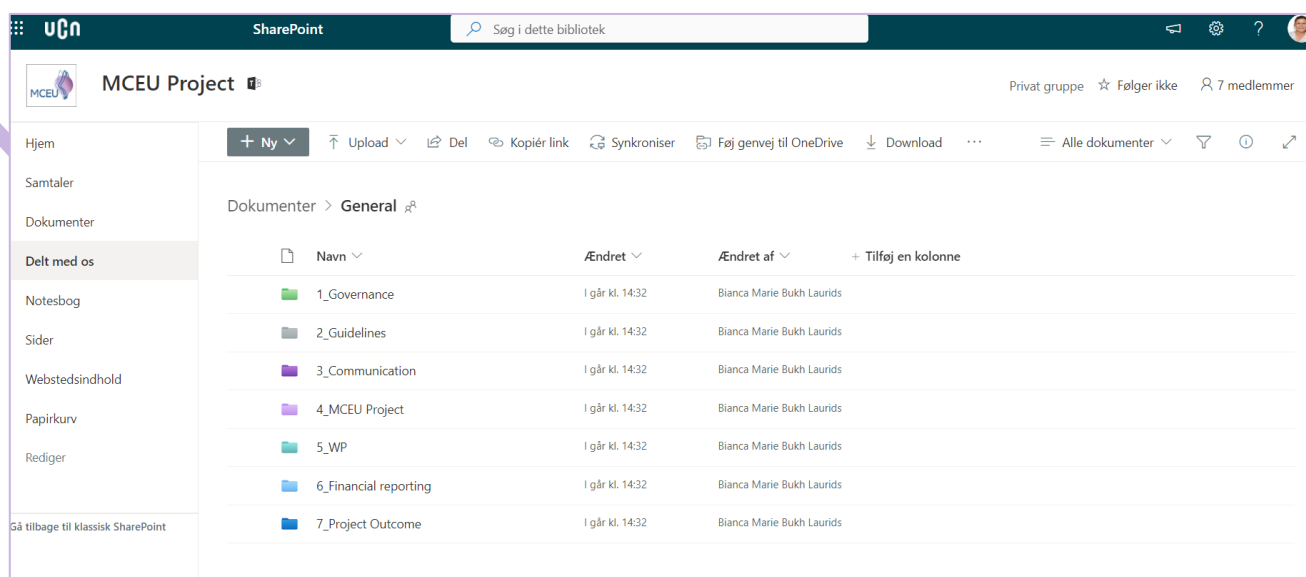 UCN SharePoint Søg i dette bibliotek ?
MCEU MCEU Project Privat gruppe Følger ikke 7 medlemmer
Hjem
Samtaler
Dokumenter
Delt med os
Notesbog
Sider
Webstedsindhold
Papirkurv
Rediger
Gå tilbage til klassisk SharePoint
+ Ny Upload Del Kopiér link Synkroniser Føj genvej til OneDrive Download ··· Alle dokumenter
Dokumenter > General
Navn Ændret Ændret af + Tilføj en kolonne
1_Governance I går kl. 14:32 Bianca Marie Bukh Laurids
2_Guidelines I går kl. 14:32 Bianca Marie Bukh Laurids
3_Communication I går kl. 14:32 Bianca Marie Bukh Laurids
4_MCEU Project I går kl. 14:32 Bianca Marie Bukh Laurids
5_WP I går kl. 14:32 Bianca Marie Bukh Laurids
6_Financial reporting I går kl. 14:32 Bianca Marie Bukh Laurids
7_Project Outcome I går kl. 14:32 Bianca Marie Bukh Laurids